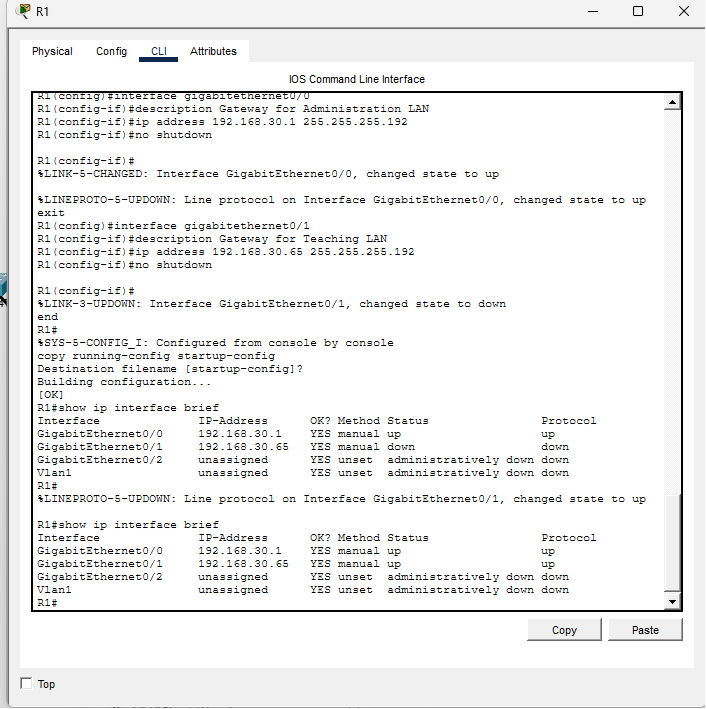 R1
Physical Config CLI Attributes
IOS Command Line Interface
R1(config)#interface gigabitethernet0/0
R1(config-if)#description Gateway for Administration LAN
R1(config-if)#ip address 192.168.30.1 255.255.255.192
R1(config-if)#no shutdown
R1(config-if)#
%LINK-5-CHANGED: Interface GigabitEthernet0/0, changed state to up
%LINEPROTO-5-UPDOWN: Line protocol on Interface GigabitEthernet0/0, changed state to up
exit
R1(config)#interface gigabitethernet0/1
R1(config-if)#description Gateway for Teaching LAN
R1(config-if)#ip address 192.168.30.65 255.255.255.192
R1(config-if)#no shutdown
R1(config-if)#
%LINK-3-UPDOWN: Interface GigabitEthernet0/1, changed state to down
end
R1#
%SYS-5-CONFIG_I: Configured from console by console
copy running-config startup-config
Destination filename [startup-config]?
Building configuration...
[OK]
R1#show ip interface brief
Interface IP-Address OK? Method Status Protocol
GigabitEthernet0/0 192.168.30.1 YES manual up up
GigabitEthernet0/1 192.168.30.65 YES manual down down
GigabitEthernet0/2 unassigned YES unset administratively down down
Vlan1 unassigned YES unset administratively down down
R1#
%LINEPROTO-5-UPDOWN: Line protocol on Interface GigabitEthernet0/1, changed state to up
R1#show ip interface brief
Interface IP-Address OK? Method Status Protocol
GigabitEthernet0/0 192.168.30.1 YES manual up up
GigabitEthernet0/1 192.168.30.65 YES manual up up
GigabitEthernet0/2 unassigned YES unset administratively down down
Vlan1 unassigned YES unset administratively down down
R1#
Copy Paste
Top